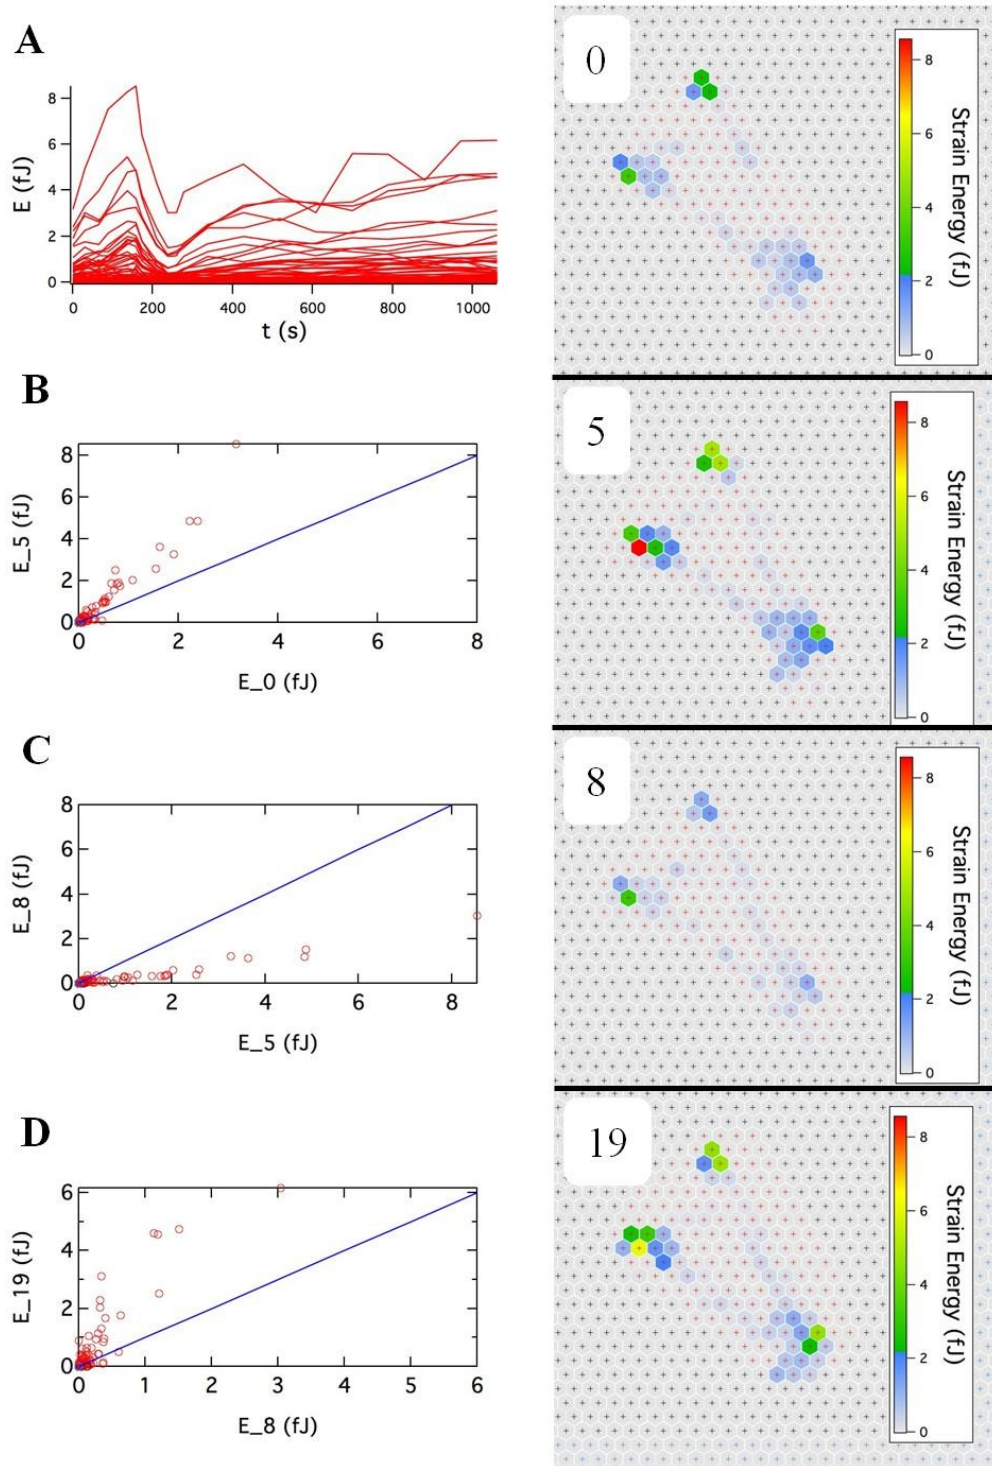 A
E (fJ)
8
6
4
2
0
0 200 400 600 800 1000
t (s)
0
Strain Energy (fJ)
8
6
4
2
0
B
E_5 (fJ)
8
6
4
2
0
0 2 4 6 8
E_0 (fJ)
5
Strain Energy (fJ)
8
6
4
2
0
C
E_8 (fJ)
8
6
4
2
0
0 2 4 6 8
E_5 (fJ)
8
Strain Energy (fJ)
8
6
4
2
0
D
E_19 (fJ)
6
4
2
0
0 1 2 3 4 5 6
E_8 (fJ)
19
Strain Energy (fJ)
8
6
4
2
0